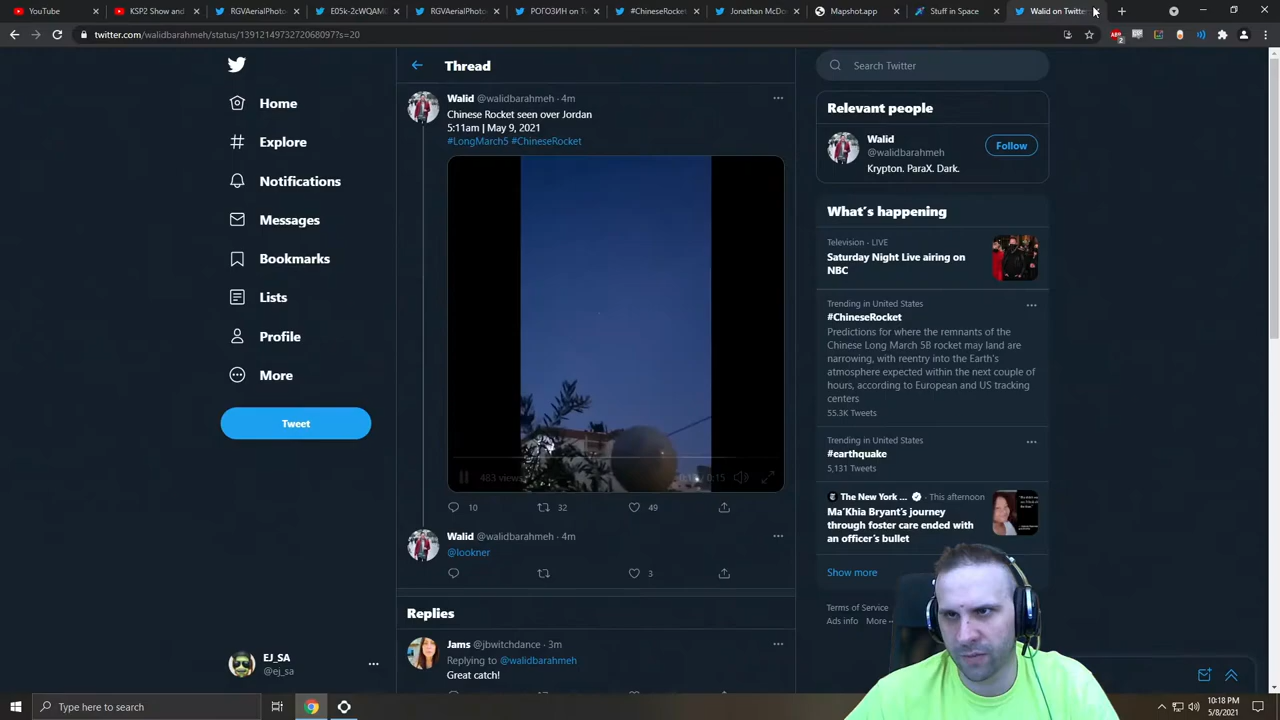 YouTube
KSP2 Show and
RGVAerialPhoto
E05k-2cWQAM
RGVAerialPhoto
РОГОЗИН on Tw
#ChineseRocket
Jonathan McDo
Mapshot.app
Stuff in Space
Walid on Twitter
twitter.com/walidbarahmeh/status/1391214973272068097?s=20
Home
Explore
Notifications
Messages
Bookmarks
Lists
Profile
More
Tweet
EJ_SA
@ej_sa
Thread
Walid @walidbarahmeh · 4m
Chinese Rocket seen over Jordan
5:11am | May 9, 2021
#LongMarch5 #ChineseRocket
483 views
0:15
10 32 49
Walid @walidbarahmeh · 4m
@lookner
3
Replies
Jams @jbwitchdance · 3m
Replying to @walidbarahmeh
Great catch!
Search Twitter
Relevant people
Walid
@walidbarahmeh
Follow
Krypton. ParaX. Dark.
What's happening
Television · LIVE
Saturday Night Live airing on
NBC
Trending in United States
#ChineseRocket
Predictions for where the remnants of the
Chinese Long March 5B rocket may land are
narrowing, with reentry into the Earth's
atmosphere expected within the next couple of
hours, according to European and US tracking
centers
55.3K Tweets
Trending in United States
#earthquake
5,131 Tweets
The New York ... · This afternoon
Ma'Khia Bryant's journey
through foster care ended with
an officer's bullet
Show more
Terms of Service
Ads info More
Type here to search
10:18 PM
5/8/2021